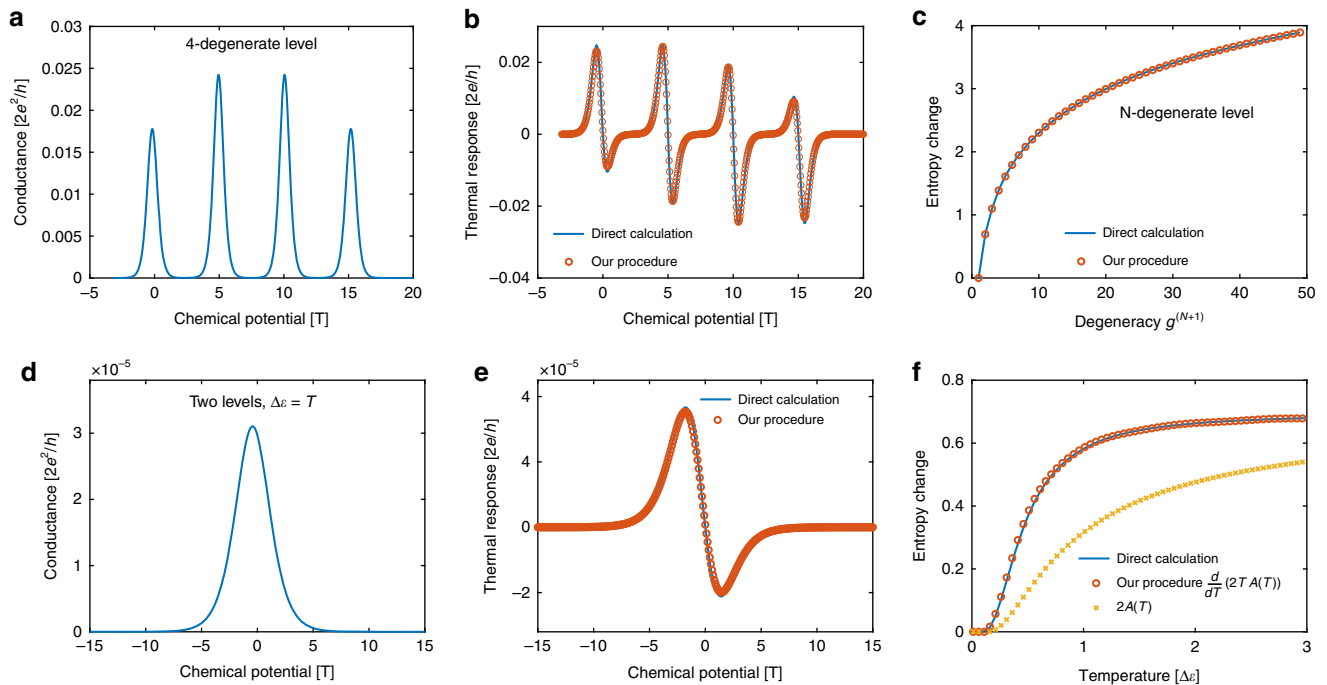 a
4-degenerate level
Conductance [2e²/h]
0.03
0.025
0.02
0.015
0.01
0.005
0
−5
0
5
10
15
20
Chemical potential [T]
b
Thermal response [2e/h]
0.04
0.02
0
−0.02
−0.04
Direct calculation
Our procedure
−5
0
5
10
15
20
Chemical potential [T]
c
Entropy change
4
3
2
1
0
N-degenerate level
Direct calculation
Our procedure
0
10
20
30
40
50
Degeneracy g⁽ᴺ⁺¹⁾
d
×10⁻⁵
Two levels, Δε = T
Conductance [2e²/h]
3
2
1
0
−15
−10
−5
0
5
10
15
Chemical potential [T]
e
×10⁻⁵
Thermal response [2e/h]
4
4
0
−2
Direct calculation
Our procedure
−15
−10
−5
0
5
10
15
Chemical potential [T]
f
Entropy change
0.8
0.6
0.4
0.2
0
Direct calculation
Our procedure d/dT (2T A(T))
2A(T)
0
1
2
3
Temperature [Δε]